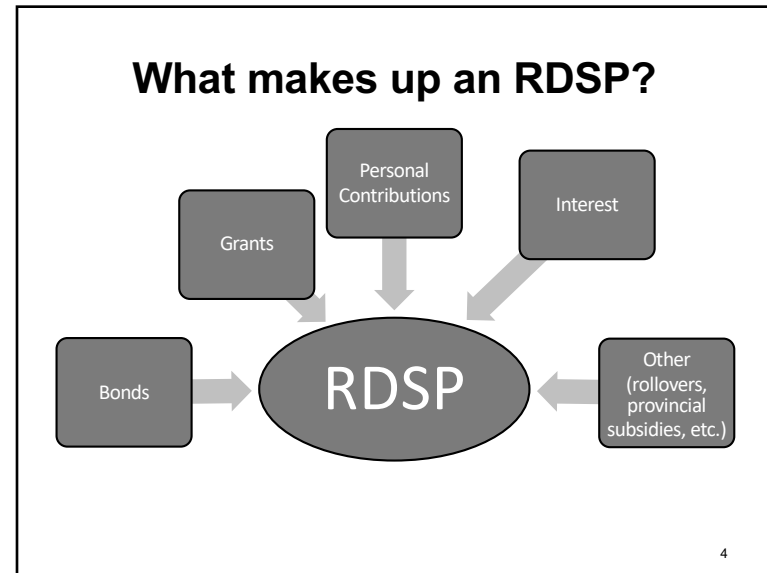 What makes up an RDSP?
Personal
Contributions
Interest
Grants
Bonds
RDSP
Other
(rollovers,
provincial
subsidies, etc.)
4